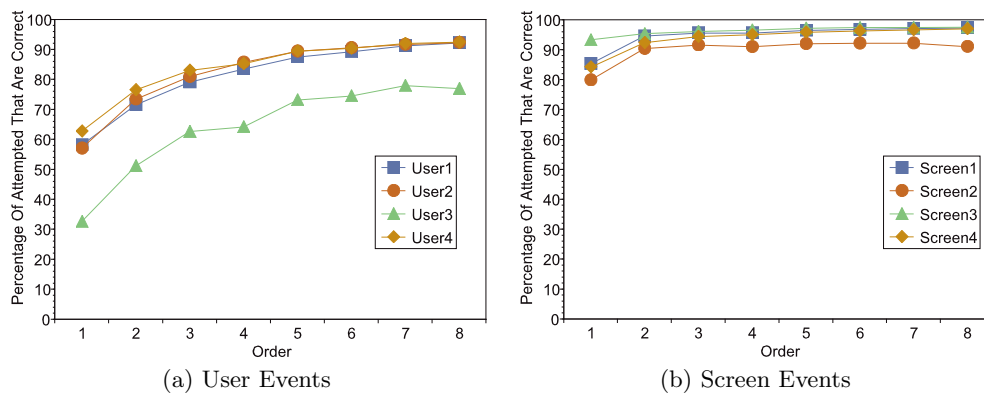 Percentage Of Attempted That Are Correct
100
90
80
70
60
50
40
30
20
10
0
1 2 3 4 5 6 7 8
Order
User1
User2
User3
User4
(a) User Events
Percentage Of Attempted That Are Correct
100
90
80
70
60
50
40
30
20
10
0
1 2 3 4 5 6 7 8
Order
Screen1
Screen2
Screen3
Screen4
(b) Screen Events